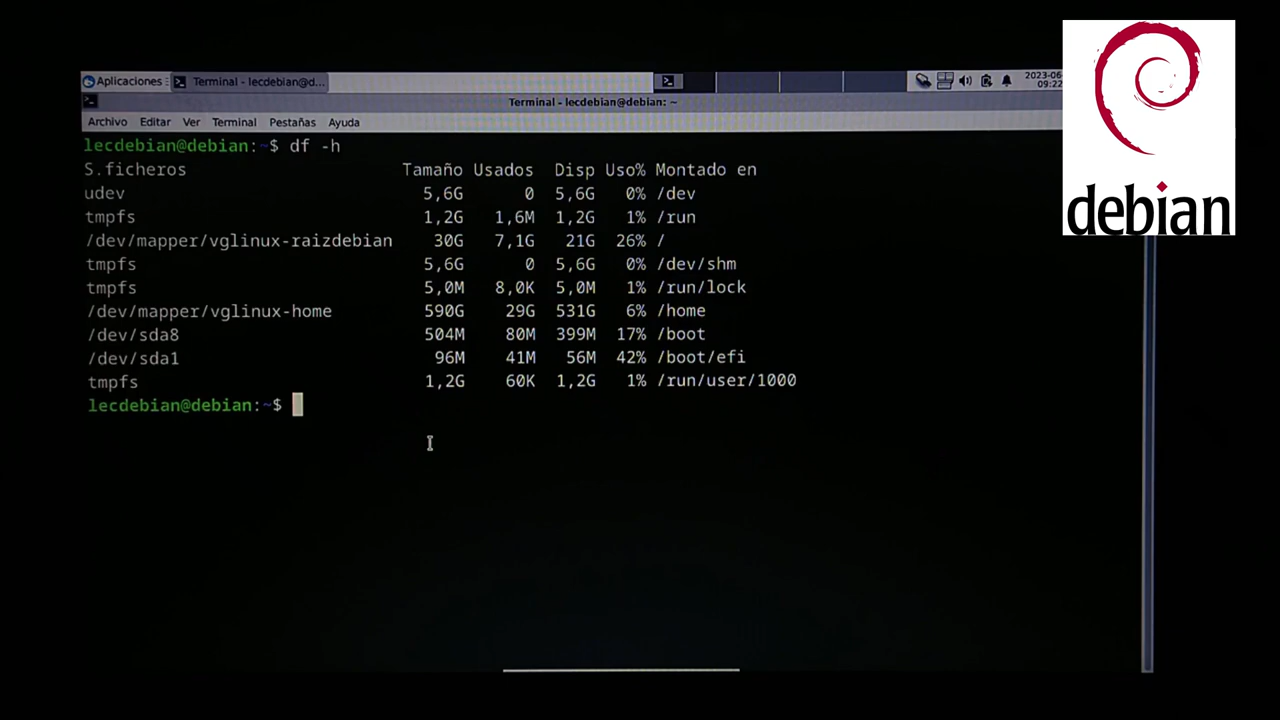 Aplicaciones
Terminal - lecdebian@d...
2023-06-
09:22
Terminal - lecdebian@debian: ~
Archivo Editar Ver Terminal Pestañas Ayuda
lecdebian@debian:~$ df -h
S.ficheros Tamaño Usados Disp Uso% Montado en
udev 5,6G 0 5,6G 0% /dev
tmpfs 1,2G 1,6M 1,2G 1% /run
/dev/mapper/vglinux-raizdebian 30G 7,1G 21G 26% /
tmpfs 5,6G 0 5,6G 0% /dev/shm
tmpfs 5,0M 8,0K 5,0M 1% /run/lock
/dev/mapper/vglinux-home 590G 29G 531G 6% /home
/dev/sda8 504M 80M 399M 17% /boot
/dev/sda1 96M 41M 56M 42% /boot/efi
tmpfs 1,2G 60K 1,2G 1% /run/user/1000
lecdebian@debian:~$
debian